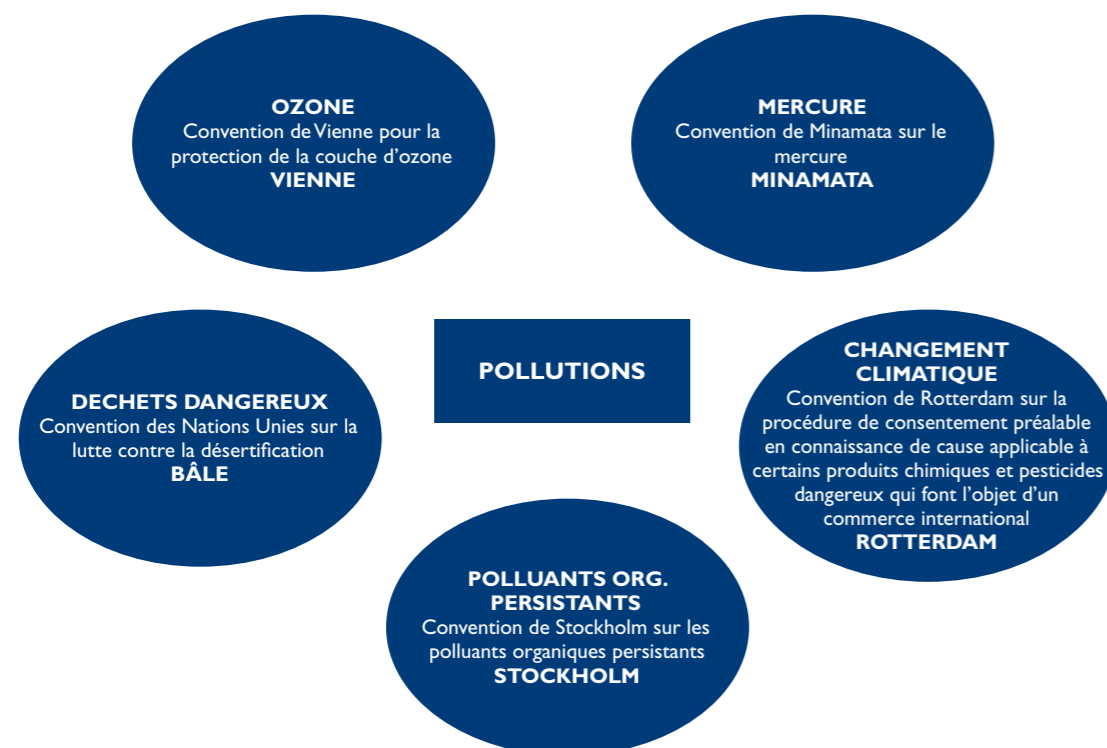 OZONE
Convention de Vienne pour la
protection de la couche d’ozone
VIENNE
MERCURE
Convention de Minamata sur le
mercure
MINAMATA
POLLUTIONS
DECHETS DANGEREUX
Convention des Nations Unies sur la
lutte contre la désertification
BÂLE
CHANGEMENT
CLIMATIQUE
Convention de Rotterdam sur la
procédure de consentement préalable
en connaissance de cause applicable à
certains produits chimiques et pesticides
dangereux qui font l’objet d’un
commerce international
ROTTERDAM
POLLUANTS ORG.
PERSISTANTS
Convention de Stockholm sur les
polluants organiques persistants
STOCKHOLM